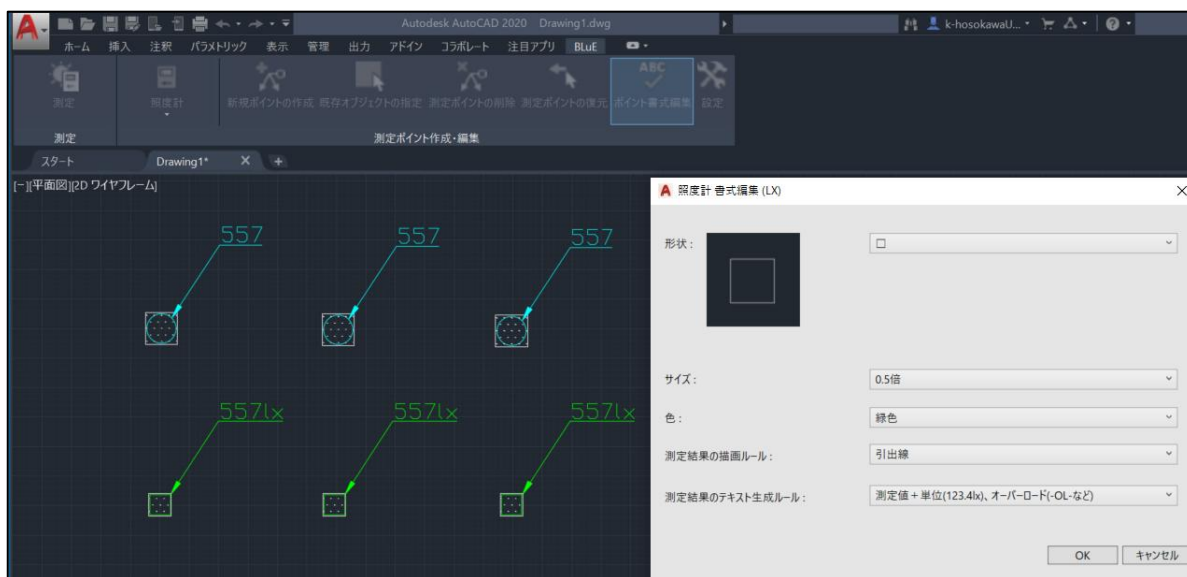 Autodesk AutoCAD 2020 Drawing1.dwg
k-hosokawaU...
ホーム 挿入 注釈 パラメトリック 表示 管理 出力 アドイン コラボレート 注目アプリ BLuE
ABC
測定 照度計 新規ポイントの作成 既存オブジェクトの指定 測定ポイントの削除 測定ポイントの復元 ポイント書式編集 設定
測定 測定ポイント作成・編集
スタート Drawing1* X +
[-][平面図][2D ワイヤフレーム]
557 557 557
557lx 557lx 557lx
照度計 書式編集 (LX)
形状 : □
サイズ : 0.5倍
色 : 緑色
測定結果の描画ルール : 引出線
測定結果のテキスト生成ルール : 測定値 + 単位(123.4lx)、オーバーロード(-OL-など)
OK キャンセル